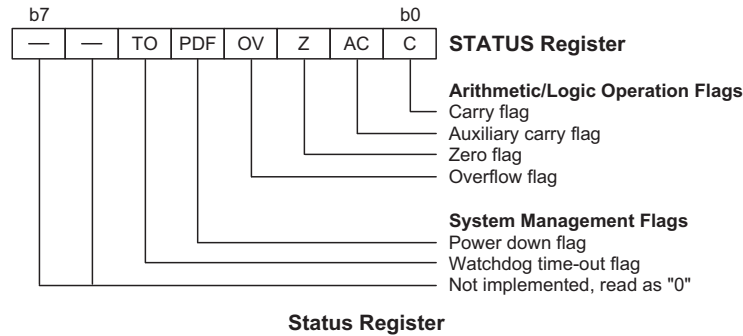 b7 b0
— — TO PDF OV Z AC C STATUS Register
Arithmetic/Logic Operation Flags
Carry flag
Auxiliary carry flag
Zero flag
Overflow flag
System Management Flags
Power down flag
Watchdog time-out flag
Not implemented, read as "0"
Status Register